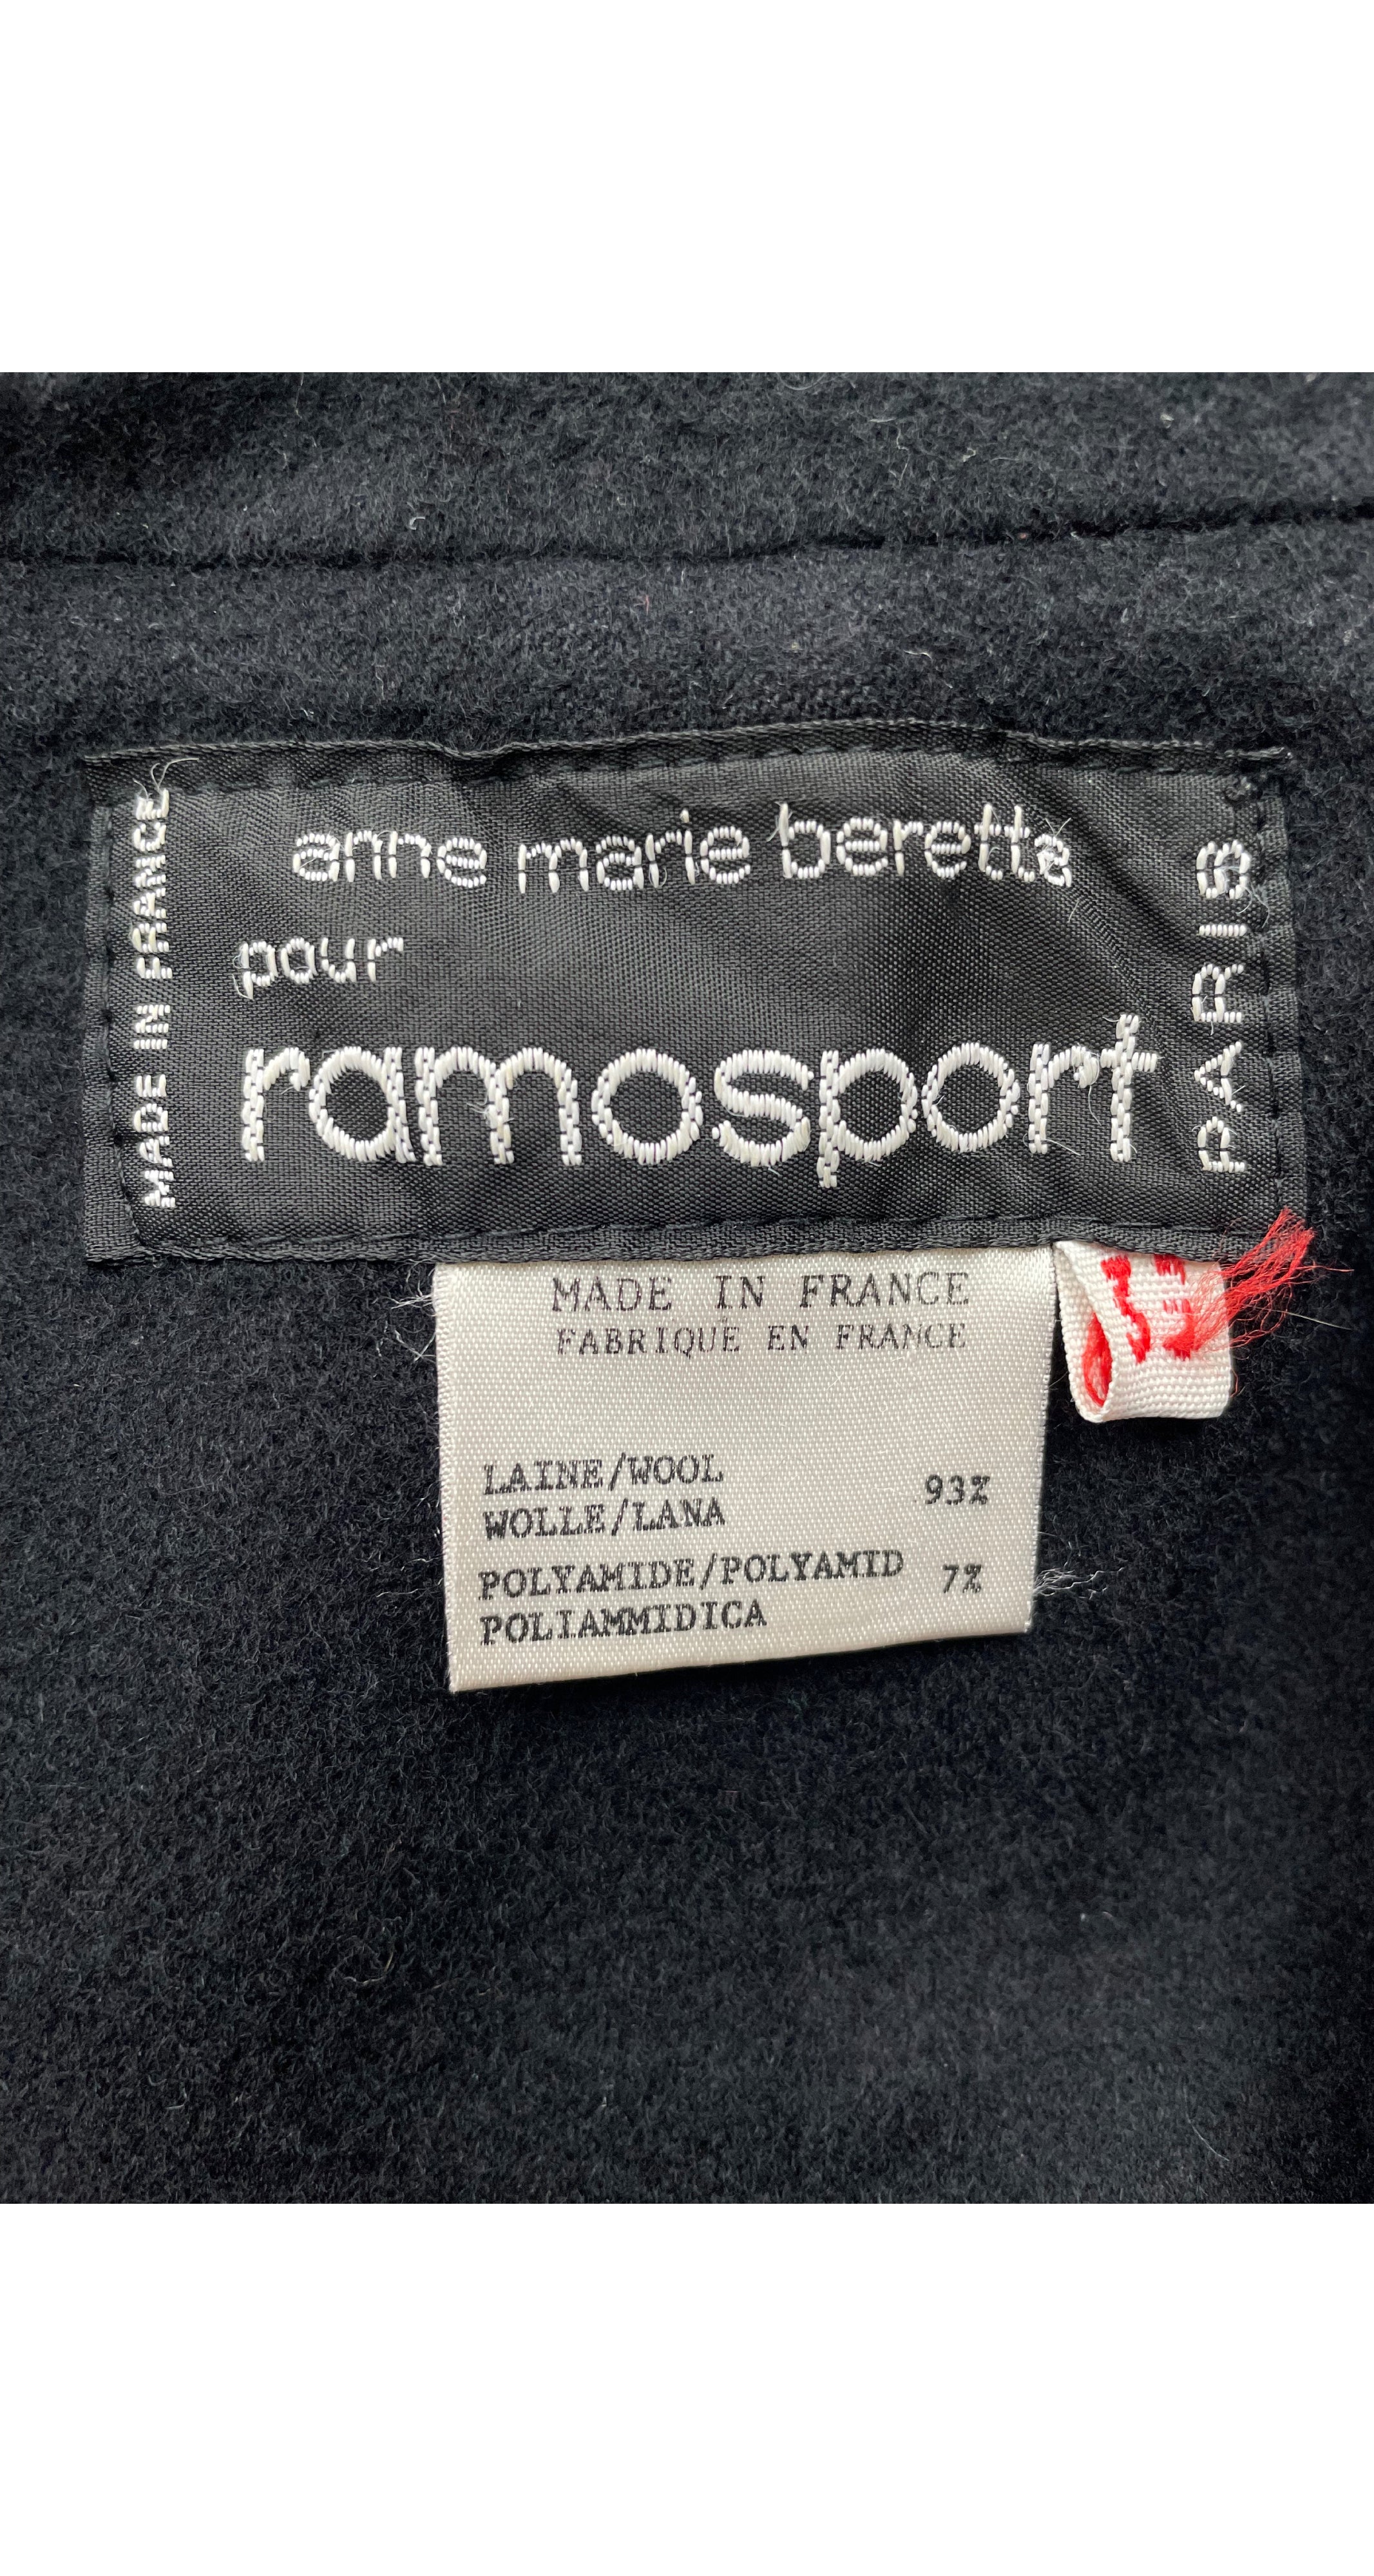 MADE IN FRANCE
anne marie beretta
pour
ramosport
PARIS
MADE IN FRANCE
FABRIQUE EN FRANCE
LAINE/WOOL
WOLLE/LANA 93%
POLYAMIDE/POLYAMID 7%
POLIAMMIDICA